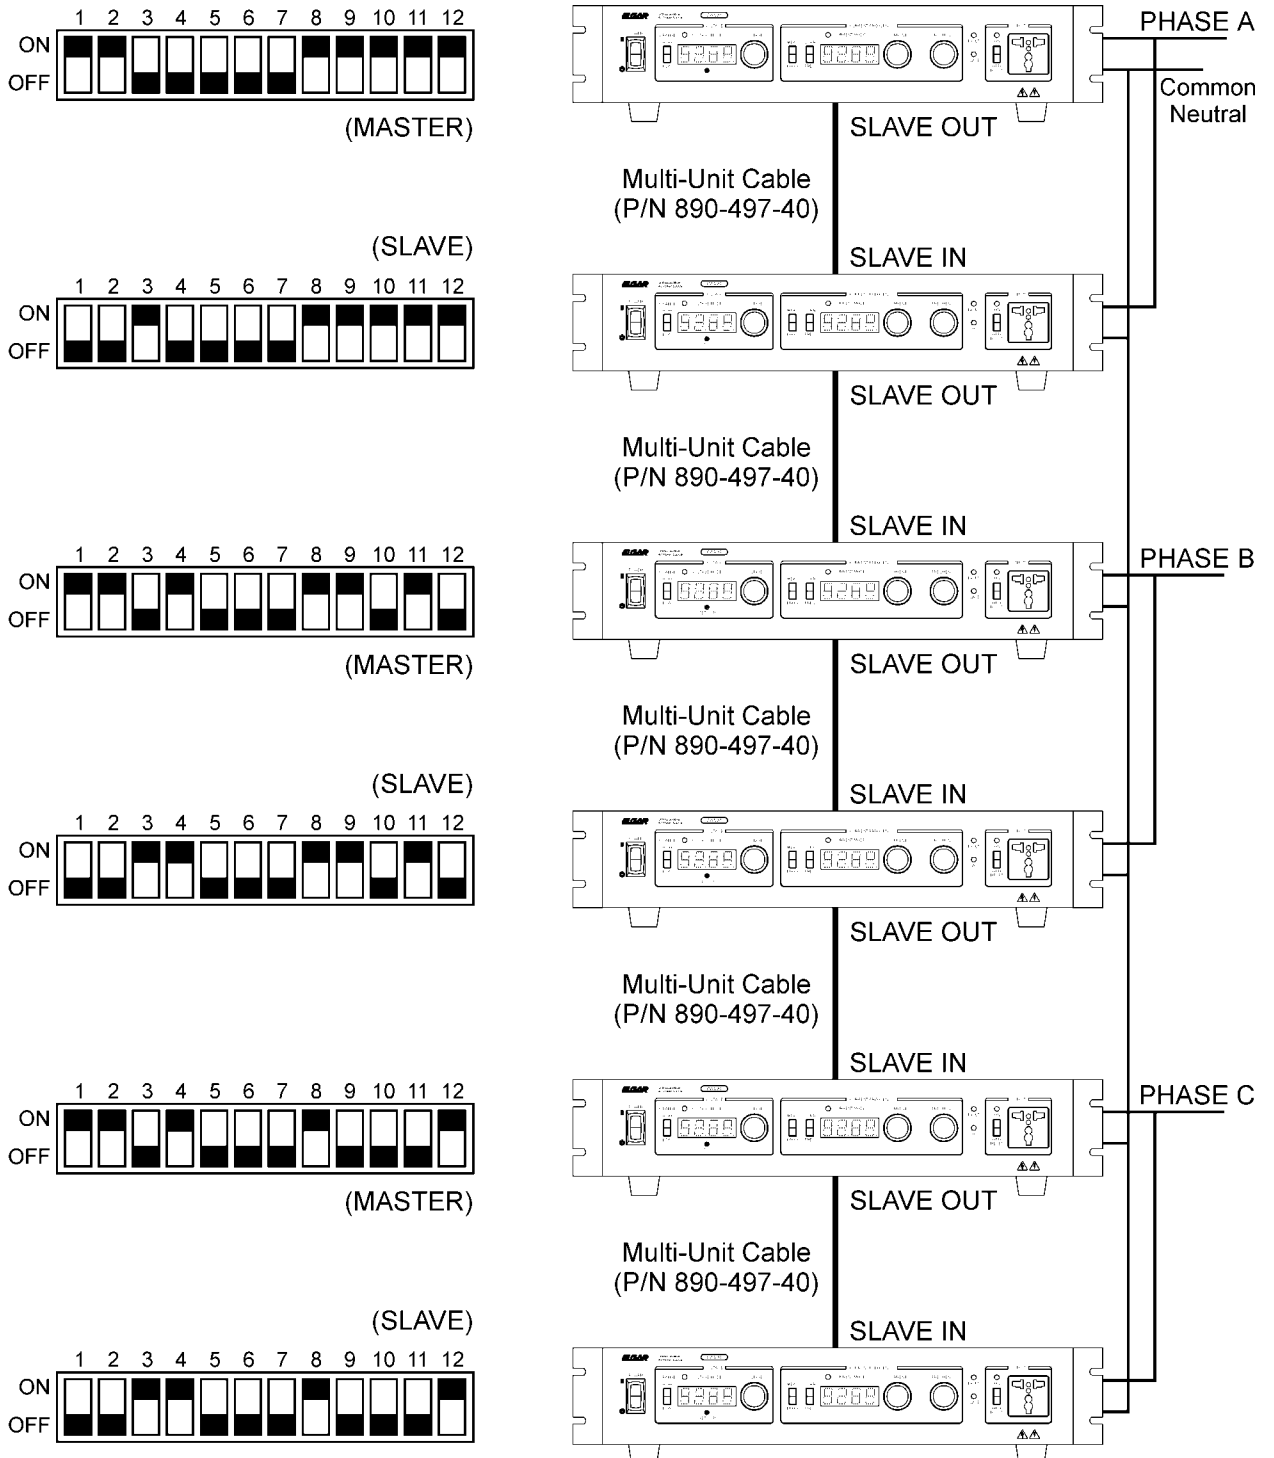 1 2 3 4 5 6 7 8 9 10 11 12
ON
OFF
(MASTER)
ELGAR
PHASE A
Common
Neutral
SLAVE OUT
Multi-Unit Cable
(P/N 890-497-40)
(SLAVE)
SLAVE IN
1 2 3 4 5 6 7 8 9 10 11 12
ON
OFF
ELGAR
SLAVE OUT
Multi-Unit Cable
(P/N 890-497-40)
SLAVE IN
1 2 3 4 5 6 7 8 9 10 11 12
ON
OFF
(MASTER)
ELGAR
PHASE B
SLAVE OUT
Multi-Unit Cable
(P/N 890-497-40)
(SLAVE)
SLAVE IN
1 2 3 4 5 6 7 8 9 10 11 12
ON
OFF
ELGAR
SLAVE OUT
Multi-Unit Cable
(P/N 890-497-40)
SLAVE IN
1 2 3 4 5 6 7 8 9 10 11 12
ON
OFF
(MASTER)
ELGAR
PHASE C
SLAVE OUT
Multi-Unit Cable
(P/N 890-497-40)
(SLAVE)
SLAVE IN
1 2 3 4 5 6 7 8 9 10 11 12
ON
OFF
ELGAR